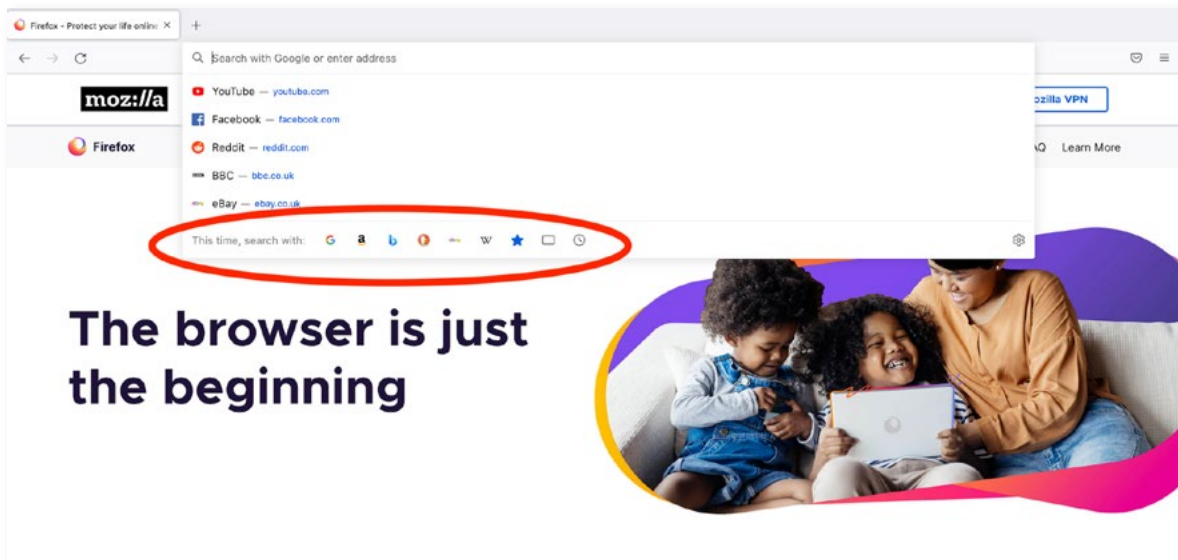 Firefox - Protect your life online
Search with Google or enter address
moz://a
YouTube — youtube.com
ozilla VPN
Facebook — facebook.com
Firefox
Reddit — reddit.com
AQ Learn More
BBC — bbc.co.uk
eBay — ebay.co.uk
This time, search with: G a b W
The browser is just
the beginning